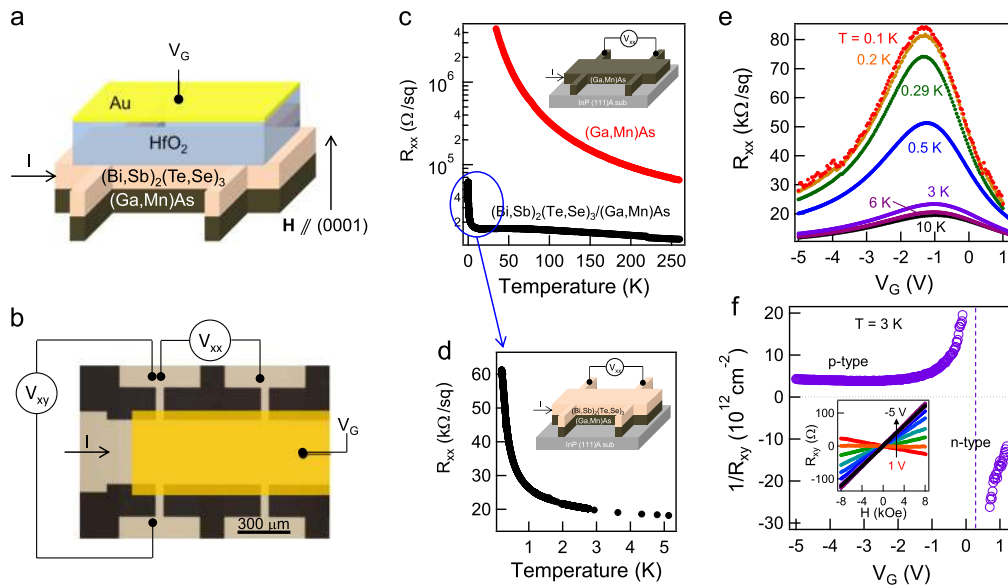 a
V_G
Au
HfO₂
I
(Bi,Sb)₂(Te,Se)₃
(Ga,Mn)As
H // (0001)
b
V_xx
V_xy
I
V_G
300 μm
c
R_xx (Ω/sq)
4
2
10⁶
4
2
10⁵
4
2
V_xx
I
(Ga,Mn)As
InP (111)A sub
(Ga,Mn)As
(Bi,Sb)₂(Te,Se)₃/(Ga,Mn)As
0 50 100 150 200 250
Temperature (K)
d
R_xx (kΩ/sq)
60
50
40
30
20
V_xx
I
(Bi,Sb)₂(Te,Se)₃
(Ga,Mn)As
InP (111)A sub
1 2 3 4 5
Temperature (K)
e
R_xx (kΩ/sq)
80
70
60
50
40
30
20
T = 0.1 K
0.2 K
0.29 K
0.5 K
3 K
6 K
10 K
-5 -4 -3 -2 -1 0 1
V_G (V)
f
1/R_xy (10¹² cm⁻²)
20
10
0
-10
-20
-30
T = 3 K
p-type
n-type
R_xy (Ω)
100
0
-100
-5 V
1 V
-8 -4 0 4 8
H (kOe)
-5 -4 -3 -2 -1 0 1
V_G (V)